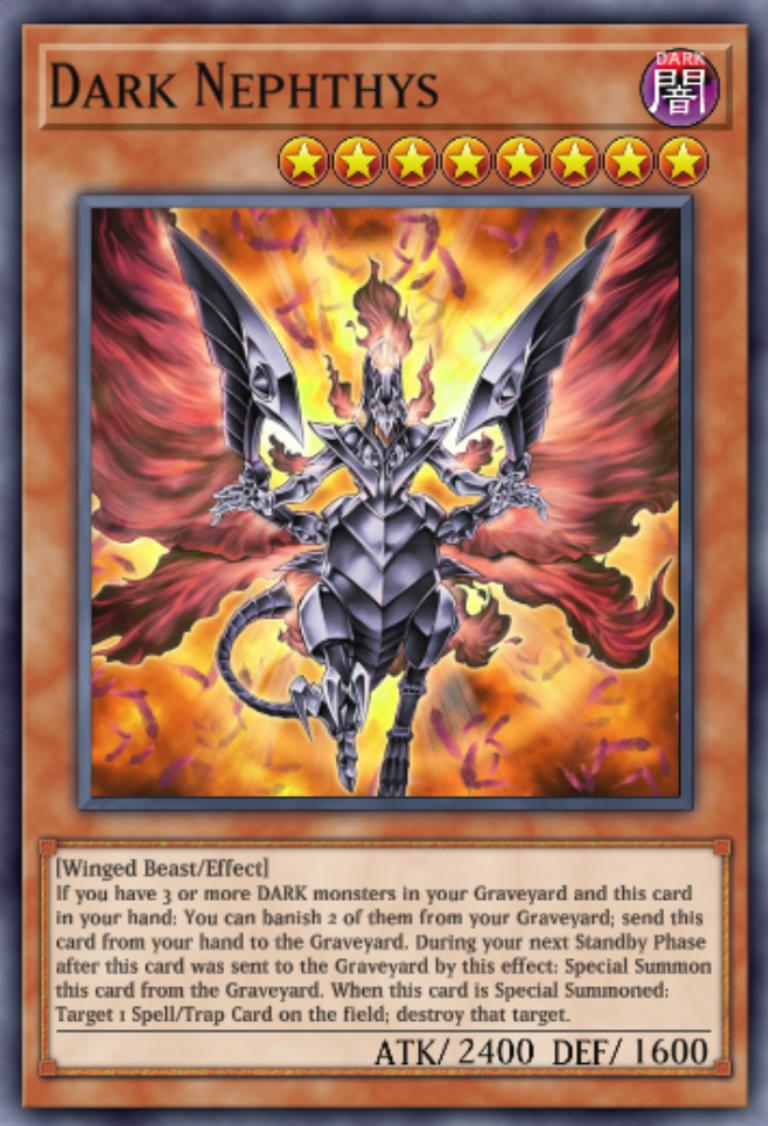 Dark Nephthys
DARK
闇
[Winged Beast/Effect]
If you have 3 or more DARK monsters in your Graveyard and this card
in your hand: You can banish 2 of them from your Graveyard; send this
card from your hand to the Graveyard. During your next Standby Phase
after this card was sent to the Graveyard by this effect: Special Summon
this card from the Graveyard. When this card is Special Summoned:
Target 1 Spell/Trap Card on the field; destroy that target.
ATK/ 2400 DEF/ 1600